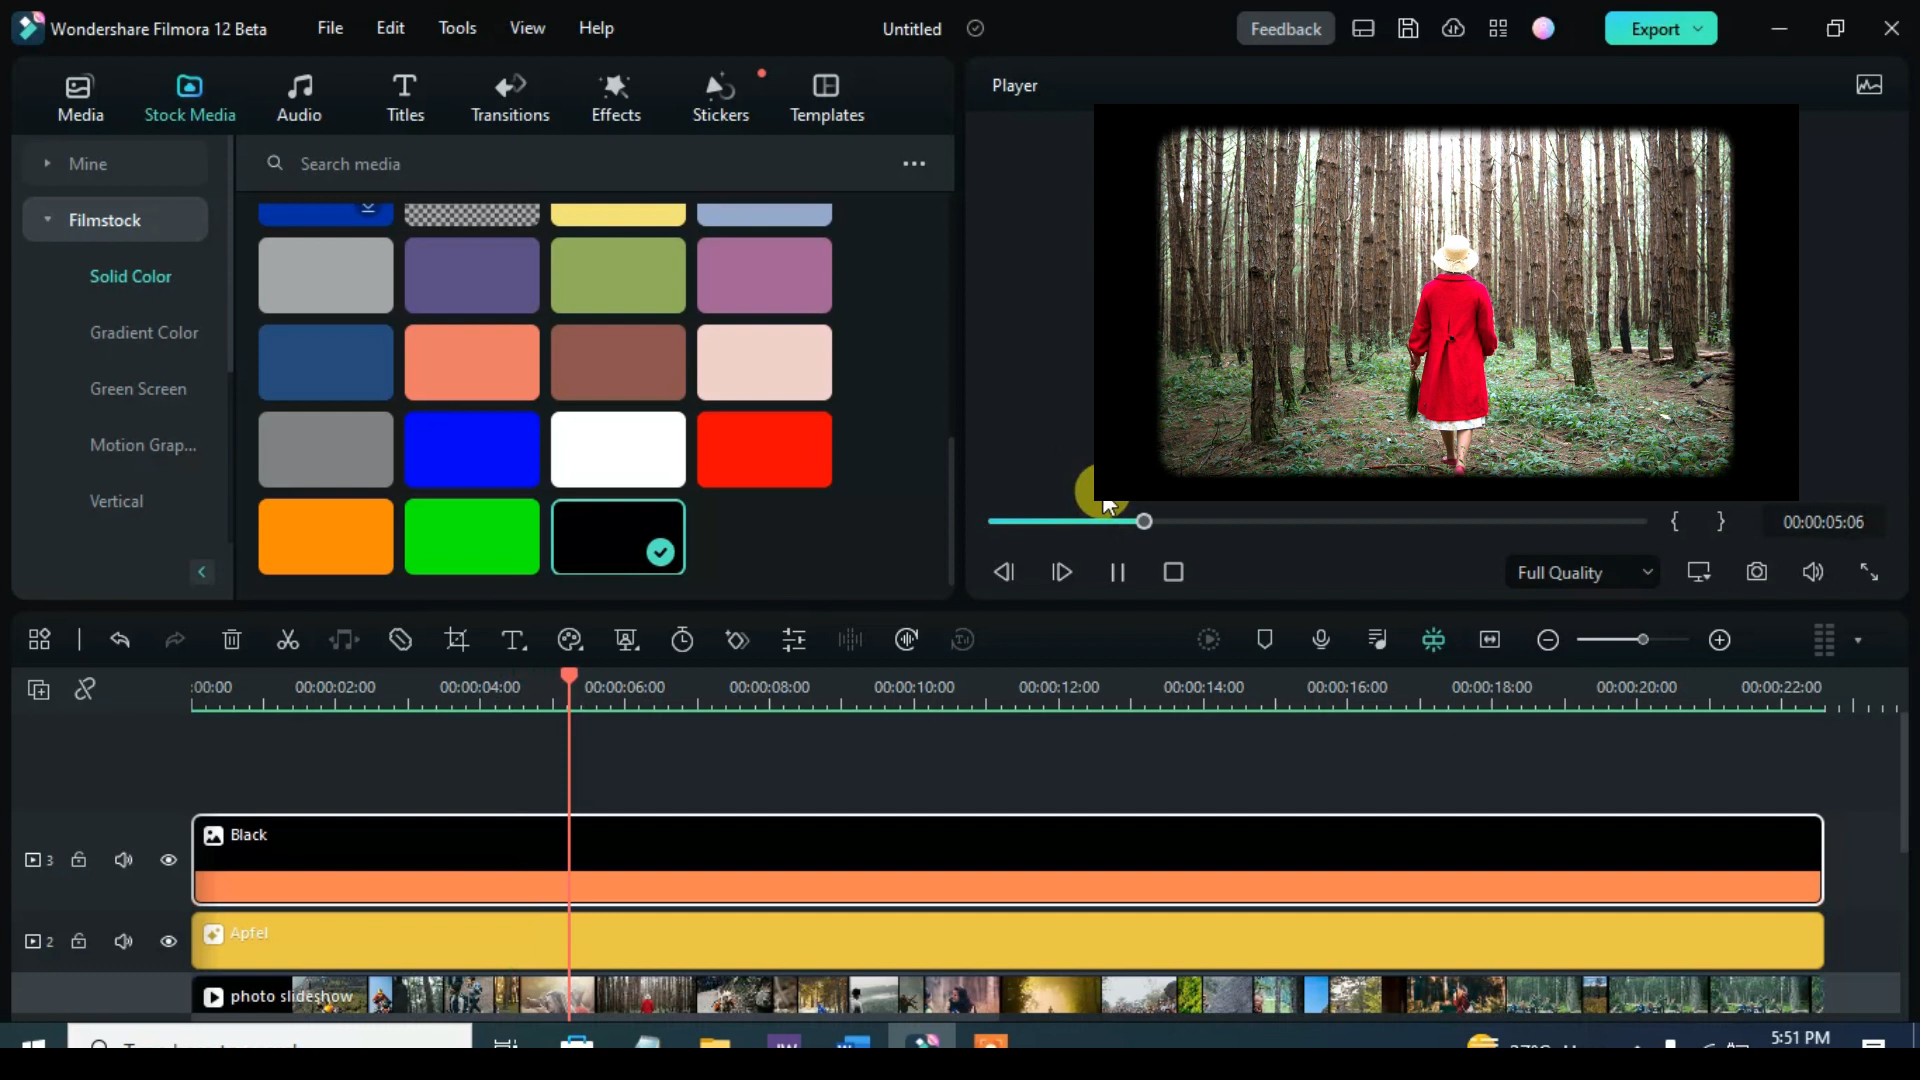 Wondershare Filmora 12 Beta File Edit Tools View Help Untitled Feedback Export
Media Stock Media Audio Titles Transitions Effects Stickers Templates
Player
Mine
Search media
Filmstock
Solid Color
Gradient Color
Green Screen
Motion Grap...
Vertical
{ } 00:00:05:06
Full Quality
:00:00 00:00:02:00 00:00:04:00 00:00:06:00 00:00:08:00 00:00:10:00 00:00:12:00 00:00:14:00 00:00:16:00 00:00:18:00 00:00:20:00 00:00:22:00
Black
3
Apfel
2
photo slideshow
5:51 PM